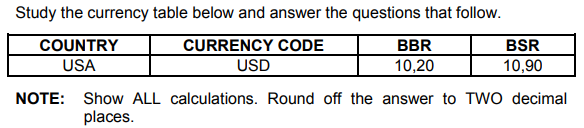 Study the currency table below and answer the questions that follow.
COUNTRY CURRENCY CODE BBR BSR
USA USD 10,20 10,90
NOTE: Show ALL calculations. Round off the answer to TWO decimal
places.